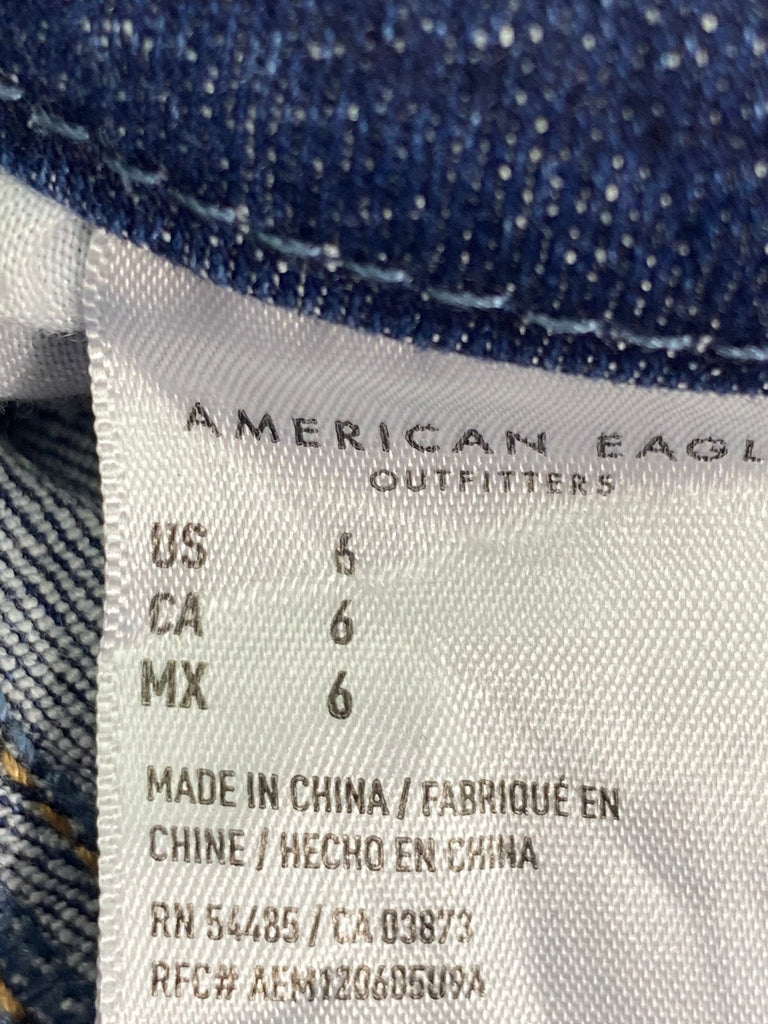 AMERICAN EAGL
OUTFITTERS
US 6
CA 6
MX 6
MADE IN CHINA / FABRIQUÉ EN
CHINE / HECHO EN CHINA
RN 54485 / CA 03873
RFC# AEM120605U9A